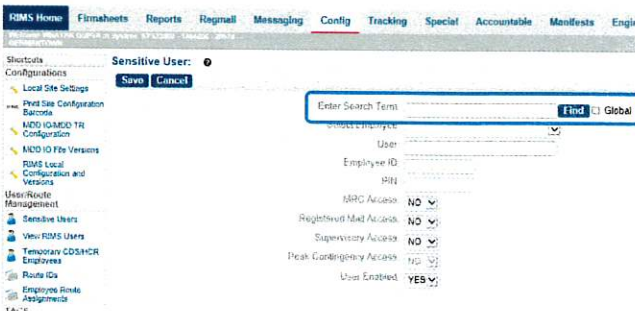 RIMS Home Firmsheets Reports Regmail Messaging Config Tracking Special Accountable Manifests Engi
Shortcuts
Configurations
Local Site Settings
Print Site Configuration Barcode
MDD IO/MDD TR Configuration
MDD IO File Versions
RIMS Local Configuration and Versions
User/Route Management
Sensitive Users
View RIMS Users
Temporary CDS/HCR Employees
Route IDs
Employee Route Assignments
Sensitive User:
Save Cancel
Enter Search Term Find Global
Select Employee
User
Employee ID
PIN
MRC Access NO
Registered Mail Access NO
Supervisory Access NO
Peak Contingency Access NO
User Enabled YES